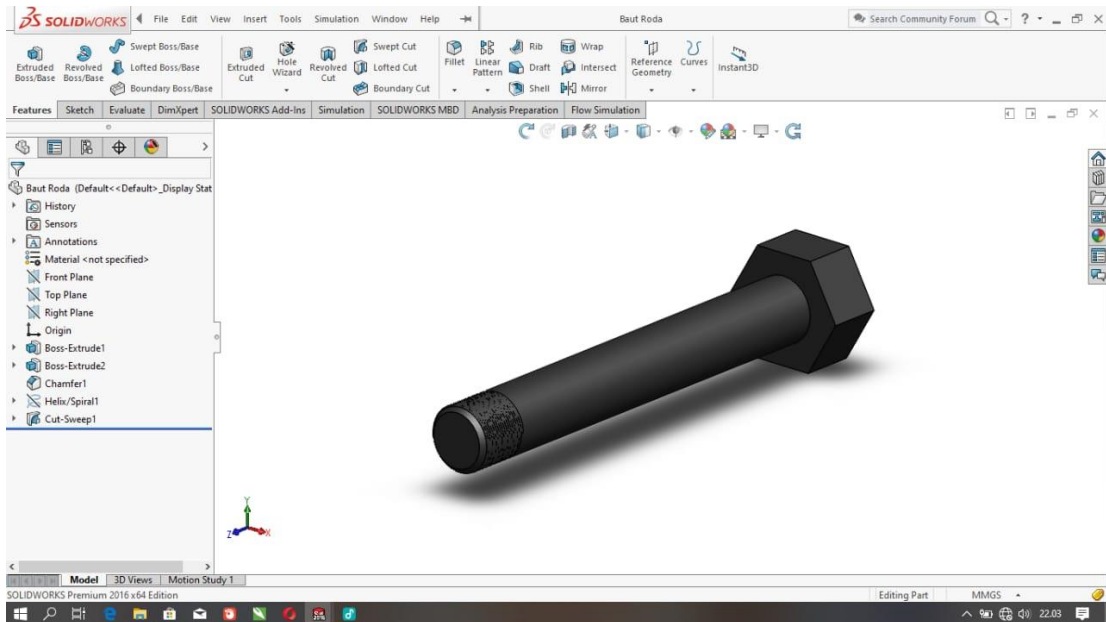 SOLIDWORKS File Edit View Insert Tools Simulation Window Help Baut Roda Search Community Forum ?
Extruded Boss/Base
Revolved Boss/Base
Swept Boss/Base
Lofted Boss/Base
Boundary Boss/Base
Extruded Cut
Hole Wizard
Revolved Cut
Swept Cut
Lofted Cut
Boundary Cut
Fillet
Linear Pattern
Rib
Draft
Shell
Wrap
Intersect
Mirror
Reference Geometry
Curves
Instant3D
Features Sketch Evaluate DimXpert SOLIDWORKS Add-Ins Simulation SOLIDWORKS MBD Analysis Preparation Flow Simulation
Baut Roda (Default<<Default>_Display Stat
History
Sensors
Annotations
Material <not specified>
Front Plane
Top Plane
Right Plane
Origin
Boss-Extrude1
Boss-Extrude2
Chamfer1
Helix/Spiral1
Cut-Sweep1
Y
Z X
Model 3D Views Motion Study 1
SOLIDWORKS Premium 2016 x64 Edition Editing Part MMGS
22.03